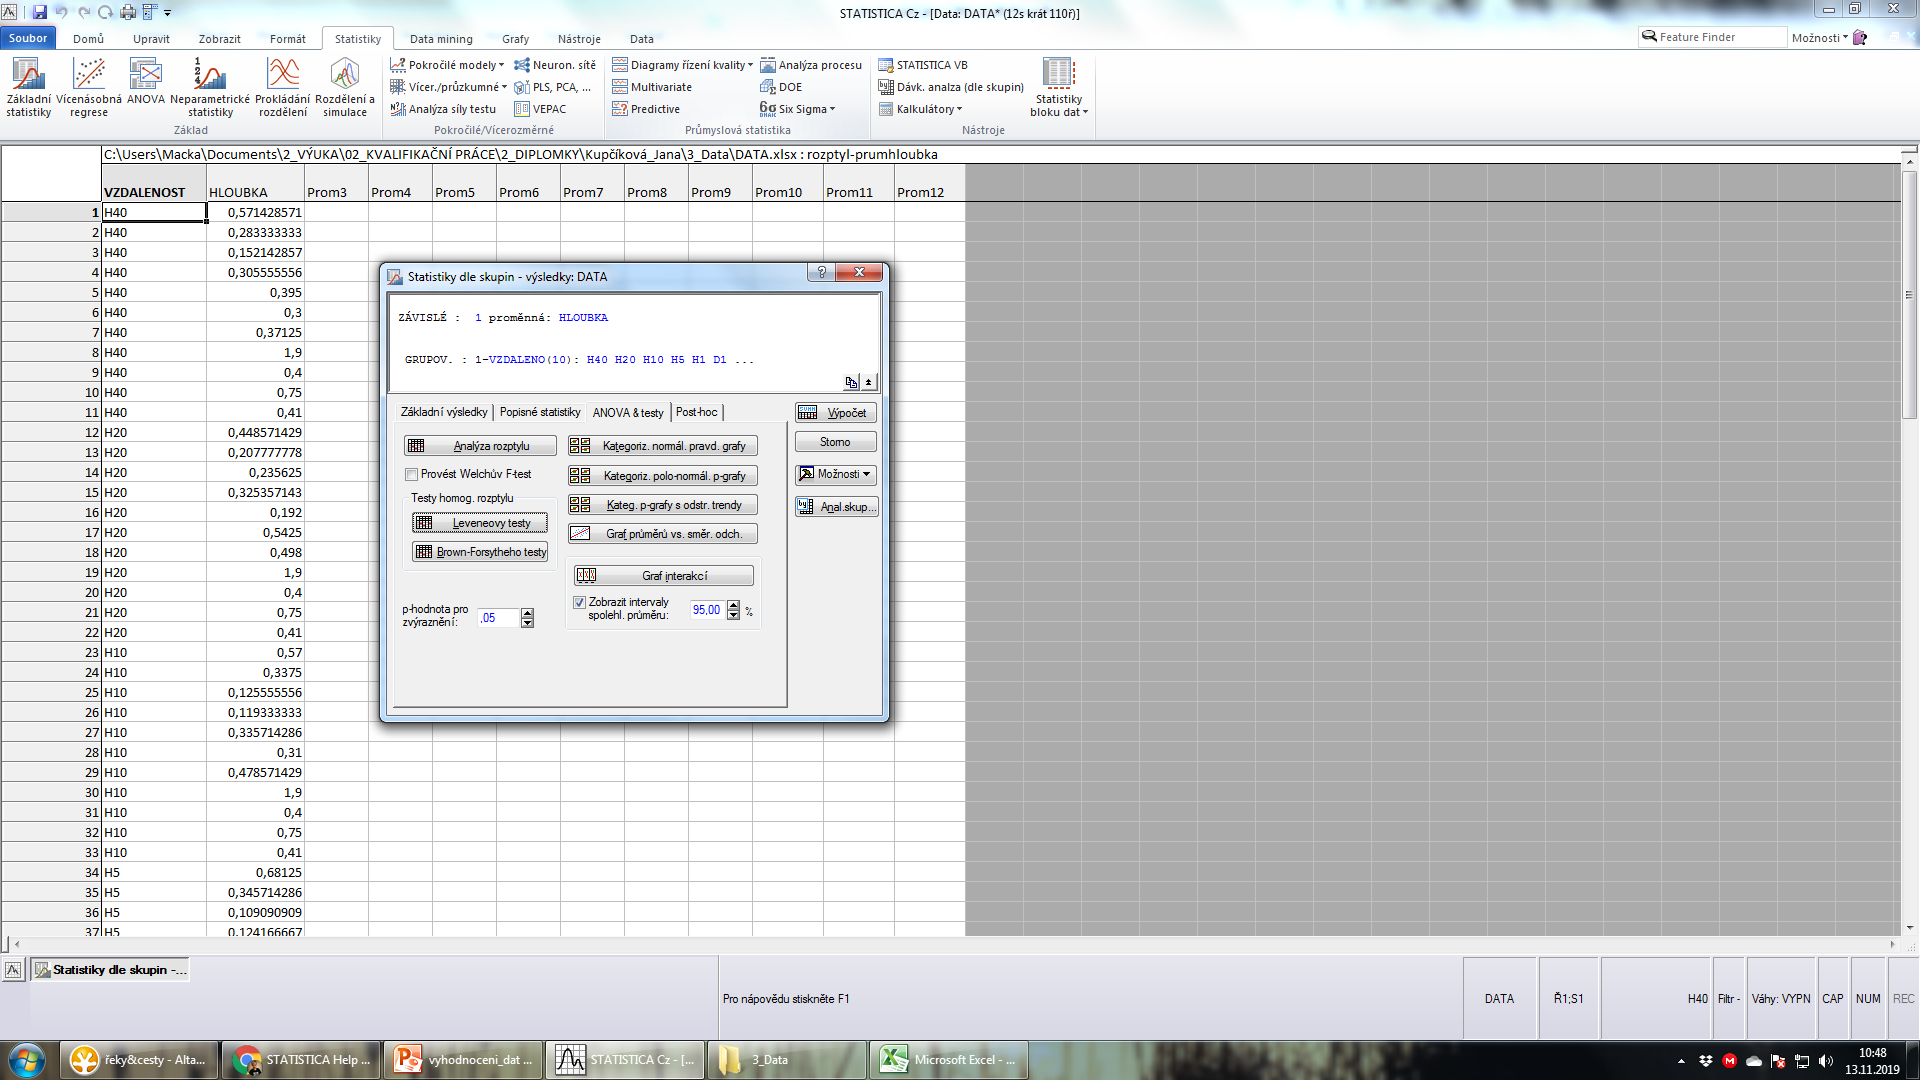 STATISTICA Cz - [Data: DATA* (12s krát 110ř)]
Soubor Domů Upravit Zobrazit Formát Statistiky Data mining Grafy Nástroje Data Feature Finder Možnosti
Základní statistiky
Vícenásobná regrese
ANOVA
Neparametrické statistiky
Prokládání rozdělení
Rozdělení a simulace
Základ
Pokročilé modely Neuron. sítě
Vícer./průzkumné PLS, PCA, ...
Analýza síly testu VEPAC
Pokročilé/Vícerozměrné
Diagramy řízení kvality Analýza procesu
Multivariate DOE
Predictive Six Sigma
Průmyslová statistika
STATISTICA VB
Dávk. analza (dle skupin)
Kalkulátory
Statistiky bloku dat
Nástroje
C:\Users\Macka\Documents\2_VÝUKA\02_KVALIFIKAČNÍ PRÁCE\2_DIPLOMKY\Kupčíková_Jana\3_Data\DATA.xlsx : rozptyl-prumhloubka
VZDALENOST HLOUBKA Prom3 Prom4 Prom5 Prom6 Prom7 Prom8 Prom9 Prom10 Prom11 Prom12
1 H40 0,571428571
2 H40 0,283333333
3 H40 0,152142857
4 H40 0,305555556
5 H40 0,395
6 H40 0,3
7 H40 0,37125
8 H40 1,9
9 H40 0,4
10 H40 0,75
11 H40 0,41
12 H20 0,448571429
13 H20 0,207777778
14 H20 0,235625
15 H20 0,325357143
16 H20 0,192
17 H20 0,5425
18 H20 0,498
19 H20 1,9
20 H20 0,4
21 H20 0,75
22 H20 0,41
23 H10 0,57
24 H10 0,3375
25 H10 0,125555556
26 H10 0,119333333
27 H10 0,335714286
28 H10 0,31
29 H10 0,478571429
30 H10 1,9
31 H10 0,4
32 H10 0,75
33 H10 0,41
34 H5 0,68125
35 H5 0,345714286
36 H5 0,109090909
37 H5 0,124166667
Statistiky dle skupin - výsledky: DATA
ZÁVISLÉ : 1 proměnná: HLOUBKA
GRUPOV. : 1-VZDALENO(10): H40 H20 H10 H5 H1 D1 ...
Základní výsledky Popisné statistiky ANOVA & testy Post-hoc
Výpočet
Storno
Možnosti
Anal.skup...
Analýza rozptylu
Provést Welchův F-test
Testy homog. rozptylu
Leveneovy testy
Brown-Forsytheho testy
p-hodnota pro zvýraznění: .05
Kategoriz. normál. pravd. grafy
Kategoriz. polo-normál. p-grafy
Kateg. p-grafy s odstr. trendy
Graf průměrů vs. směr. odch.
Graf interakcí
Zobrazit intervaly spolehl. průměru: 95,00 %
Statistiky dle skupin -...
Pro nápovědu stiskněte F1
DATA Ř1;S1 H40 Filtr - Váhy: VYPN CAP NUM REC
řeky&cesty - Alta...
STATISTICA Help ...
vyhodnoceni_dat ...
STATISTICA Cz - [...
3_Data
Microsoft Excel - ...
10:48
13.11.2019